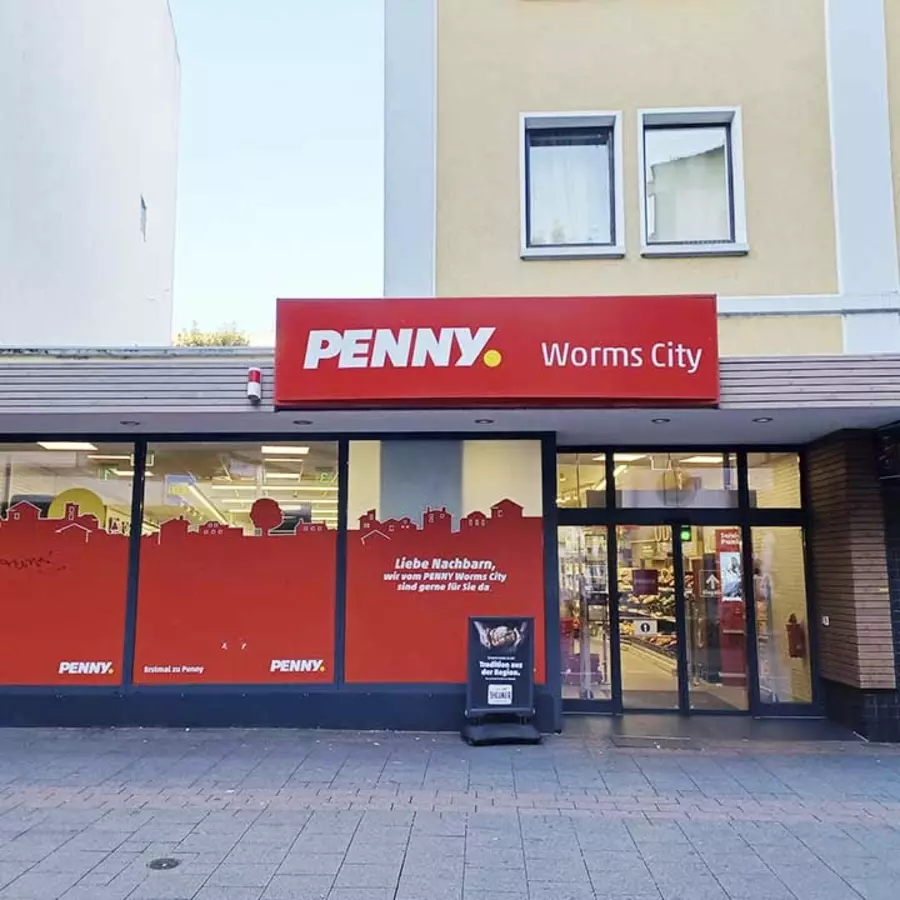 PENNY.
Worms City
Liebe Nachbarn,
wir vom PENNY Worms City
sind gerne für Sie da
PENNY.
Erstmal zu Penny
PENNY.
Tradition aus
der Region.